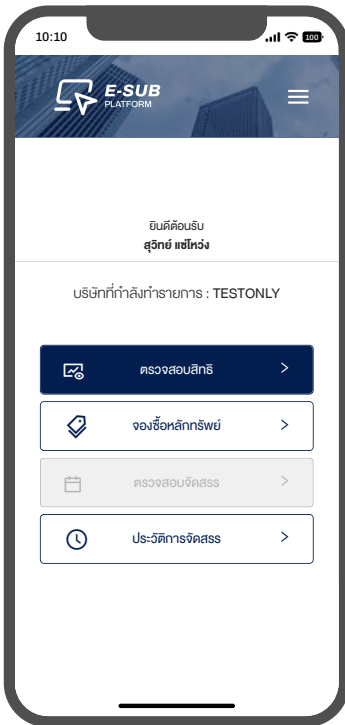 10:10
100
E-SUB
PLATFORM
ยินดีต้อนรับ
สุวิทย์ แซ่โหว่ง
บริษัทที่กำลังทำรายการ : TESTONLY
ตรวจสอบสิทธิ
จองซื้อหลักทรัพย์
ตรวจสอบจัดสรร
ประวัติการจัดสรร